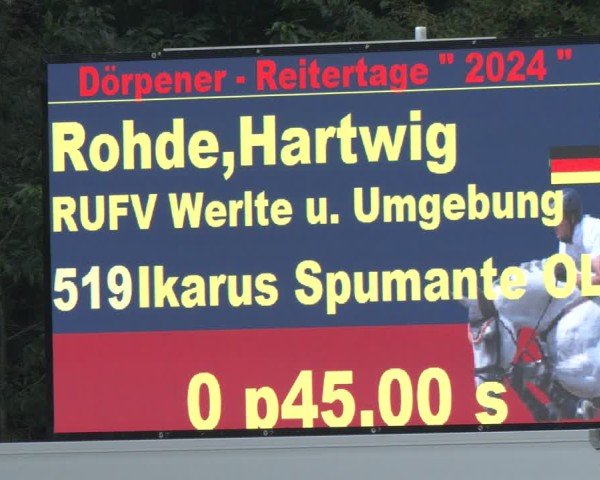 Dörpener - Reitertage " 2024 "
Rohde,Hartwig
RUFV Werlte u. Umgebung
519Ikarus Spumante OL
0 p45.00 s